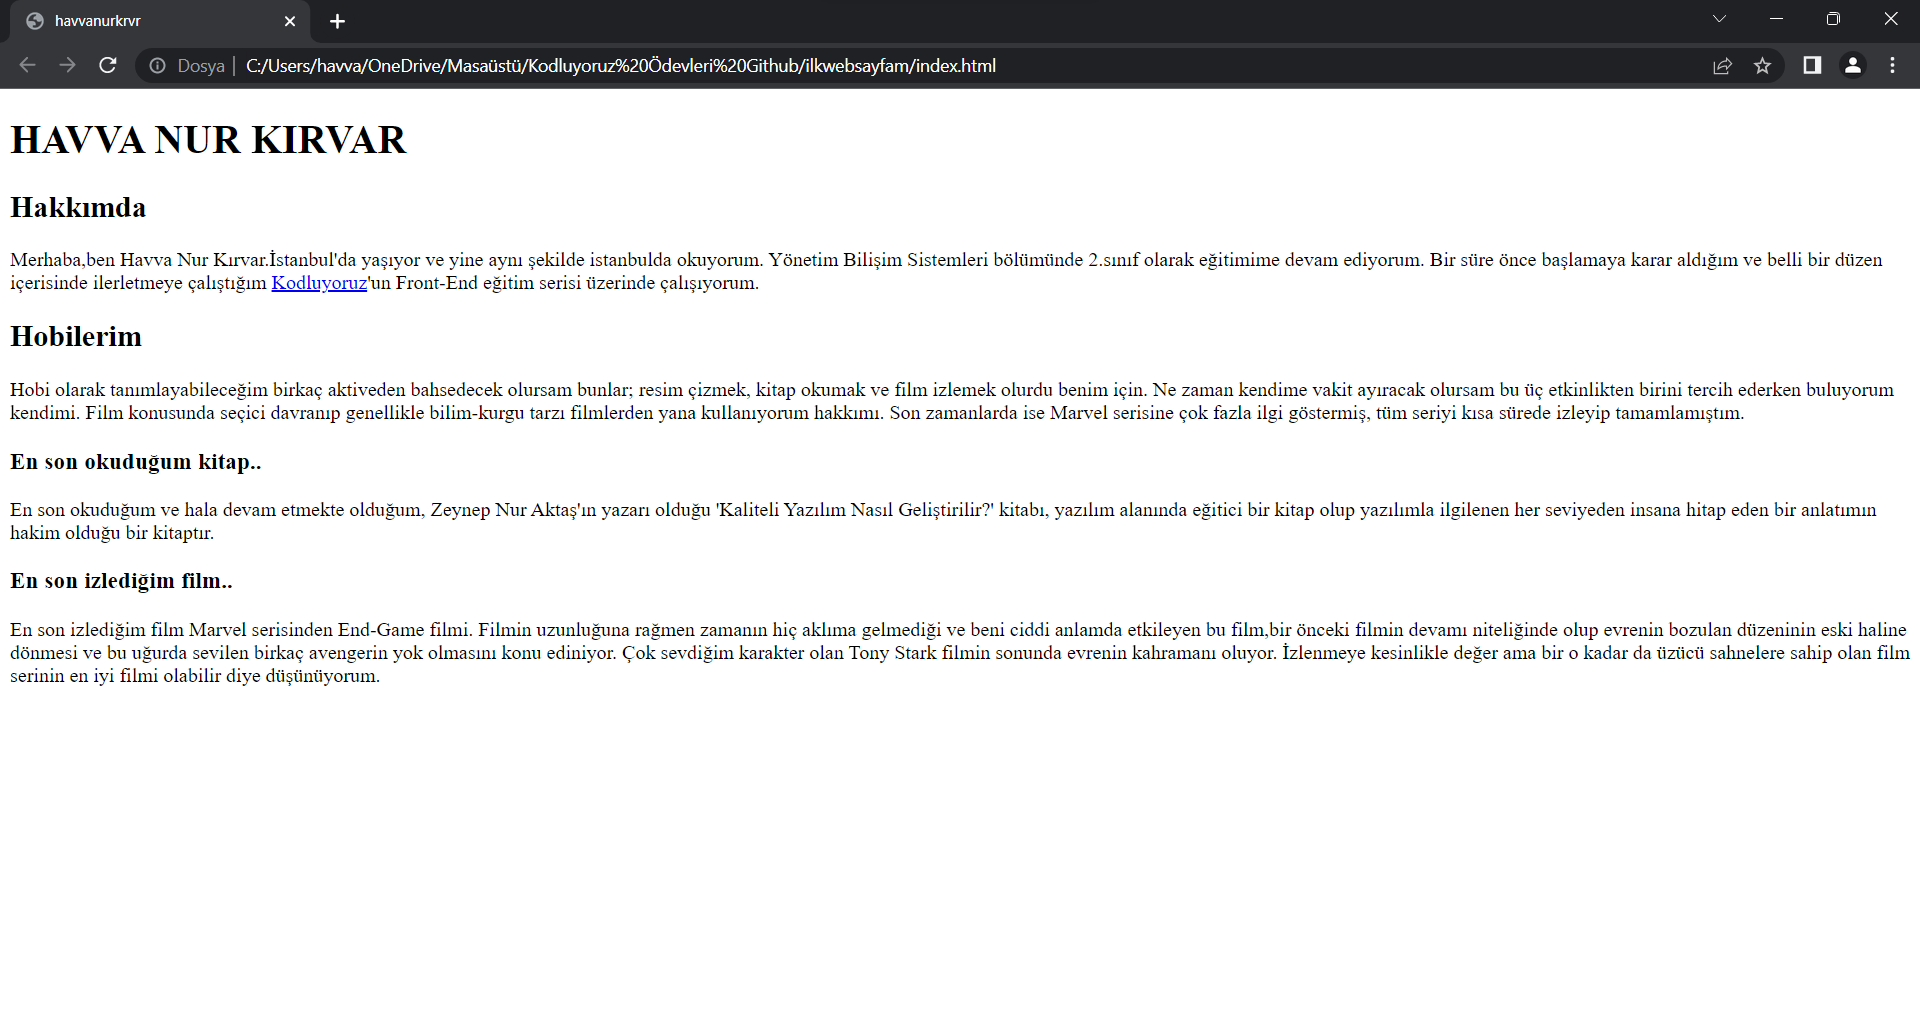 havvanurkrvr
Dosya | C:/Users/havva/OneDrive/Masaüstü/Kodluyoruz%20Ödevleri%20Github/ilkwebsayfam/index.html
HAVVA NUR KIRVAR
Hakkımda
Merhaba,ben Havva Nur Kırvar.İstanbul'da yaşıyor ve yine aynı şekilde istanbulda okuyorum. Yönetim Bilişim Sistemleri bölümünde 2.sınıf olarak eğitimime devam ediyorum. Bir süre önce başlamaya karar aldığım ve belli bir düzen
içerisinde ilerletmeye çalıştığım Kodluyoruz'un Front-End eğitim serisi üzerinde çalışıyorum.
Hobilerim
Hobi olarak tanımlayabileceğim birkaç aktiveden bahsedecek olursam bunlar; resim çizmek, kitap okumak ve film izlemek olurdu benim için. Ne zaman kendime vakit ayıracak olursam bu üç etkinlikten birini tercih ederken buluyorum
kendimi. Film konusunda seçici davranıp genellikle bilim-kurgu tarzı filmlerden yana kullanıyorum hakkımı. Son zamanlarda ise Marvel serisine çok fazla ilgi göstermiş, tüm seriyi kısa sürede izleyip tamamlamıştım.
En son okuduğum kitap..
En son okuduğum ve hala devam etmekte olduğum, Zeynep Nur Aktaş'ın yazarı olduğu 'Kaliteli Yazılım Nasıl Geliştirilir?' kitabı, yazılım alanında eğitici bir kitap olup yazılımla ilgilenen her seviyeden insana hitap eden bir anlatımın
hakim olduğu bir kitaptır.
En son izlediğim film..
En son izlediğim film Marvel serisinden End-Game filmi. Filmin uzunluğuna rağmen zamanın hiç aklıma gelmediği ve beni ciddi anlamda etkileyen bu film,bir önceki filmin devamı niteliğinde olup evrenin bozulan düzeninin eski haline
dönmesi ve bu uğurda sevilen birkaç avengerin yok olmasını konu ediniyor. Çok sevdiğim karakter olan Tony Stark filmin sonunda evrenin kahramanı oluyor. İzlenmeye kesinlikle değer ama bir o kadar da üzücü sahnelere sahip olan film
serinin en iyi filmi olabilir diye düşünüyorum.